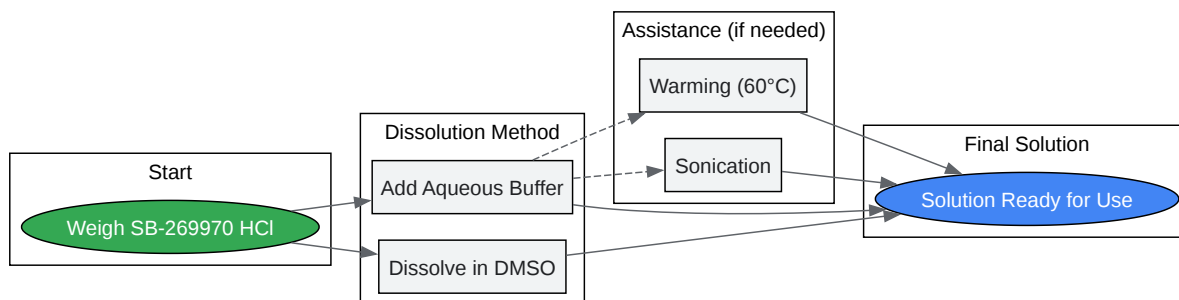 Start
Weigh SB-269970 HCl
Dissolution Method
Add Aqueous Buffer
Dissolve in DMSO
Assistance (if needed)
Warming (60°C)
Sonication
Final Solution
Solution Ready for Use